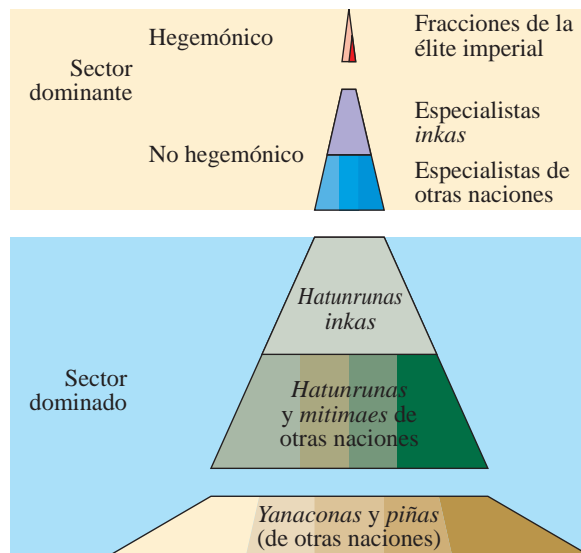 Hegemónico
Fracciones de la
élite imperial
Sector
dominante
Especialistas
inkas
No hegemónico
Especialistas de
otras naciones
Hatunrunas
inkas
Sector
dominado
Hatunrunas
y mitimaes de
otras naciones
Yanaconas y piñas
(de otras naciones)